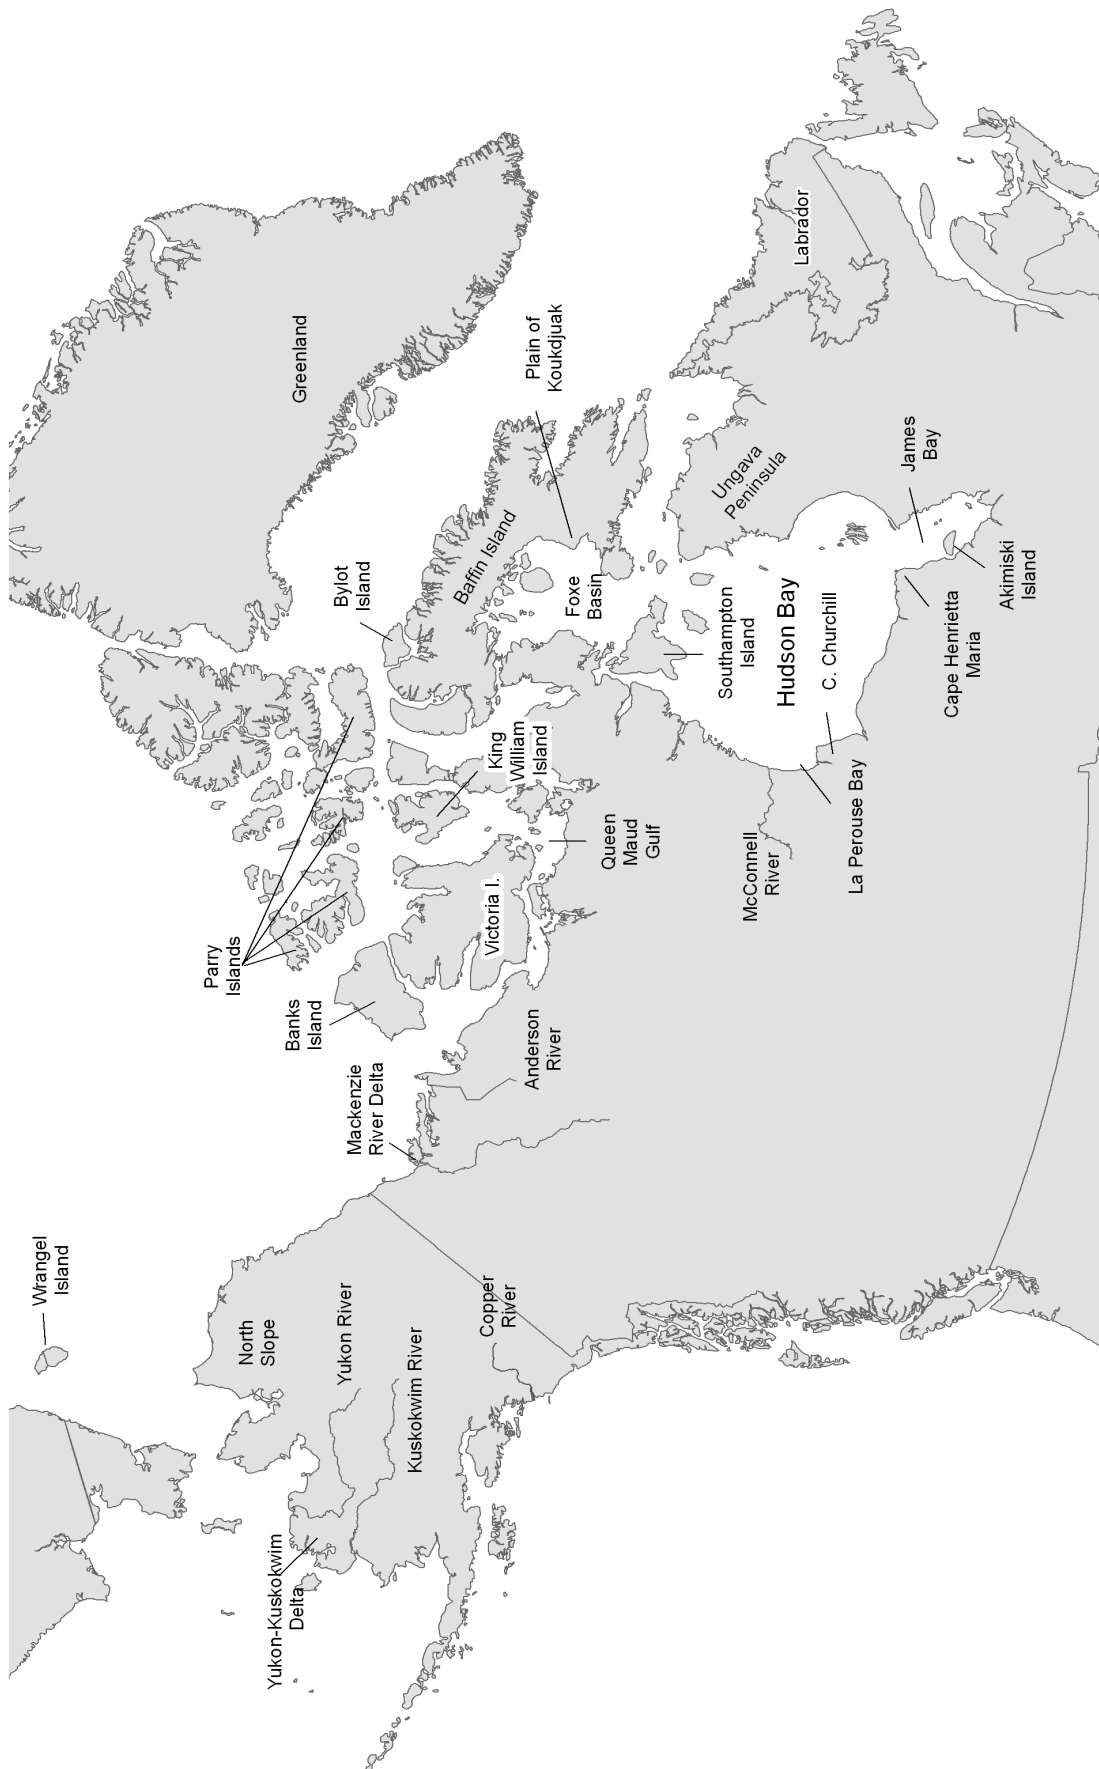 Wrangel
Island
North
Slope
Yukon River
Kuskokwim River
Yukon-Kuskokwim
Delta
Copper
River
Mackenzie
River Delta
Anderson
River
Banks
Island
Parry
Islands
Victoria I.
King
William
Island
Queen
Maud
Gulf
Bylot
Island
Baffin Island
Greenland
Foxe
Basin
Plain of
Koukdjuak
Southampton
Island
Hudson Bay
C. Churchill
La Perouse Bay
McConnell
River
Cape Henrietta
Maria
Akimiski
Island
James
Bay
Ungava
Peninsula
Labrador